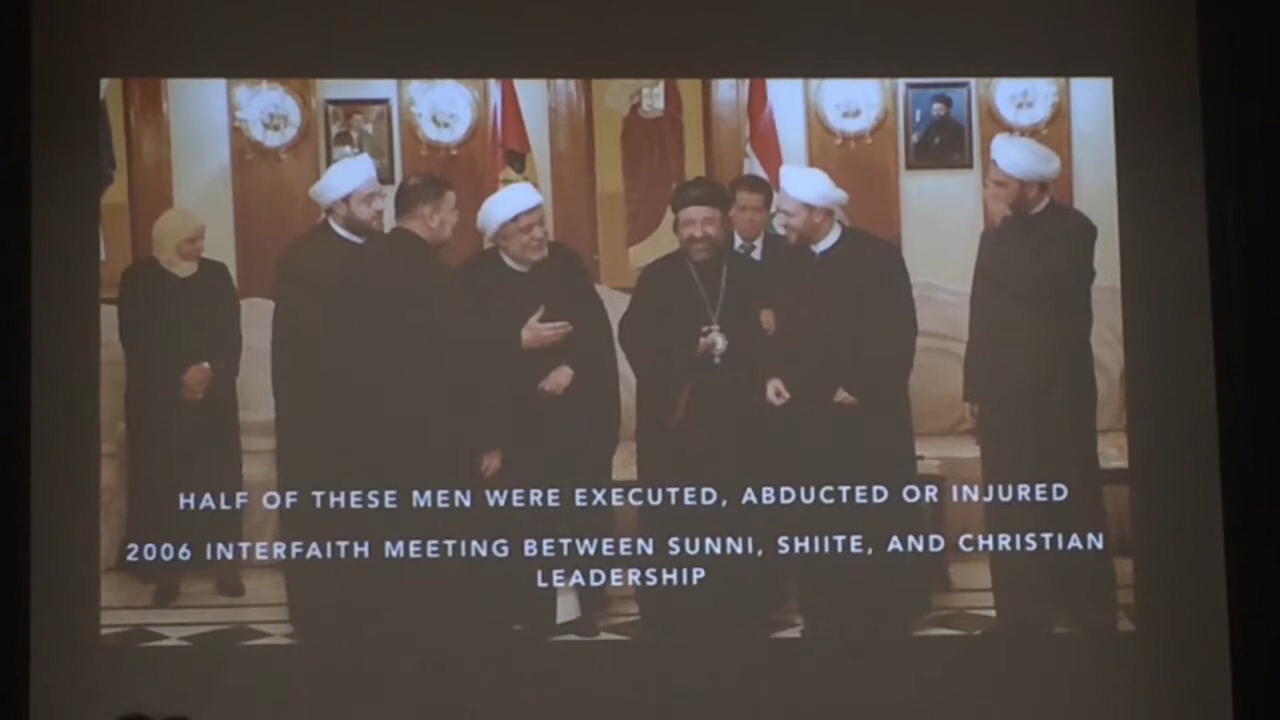 HALF OF THESE MEN WERE EXECUTED, ABDUCTED OR INJURED
2006 INTERFAITH MEETING BETWEEN SUNNI, SHIITE, AND CHRISTIAN
LEADERSHIP